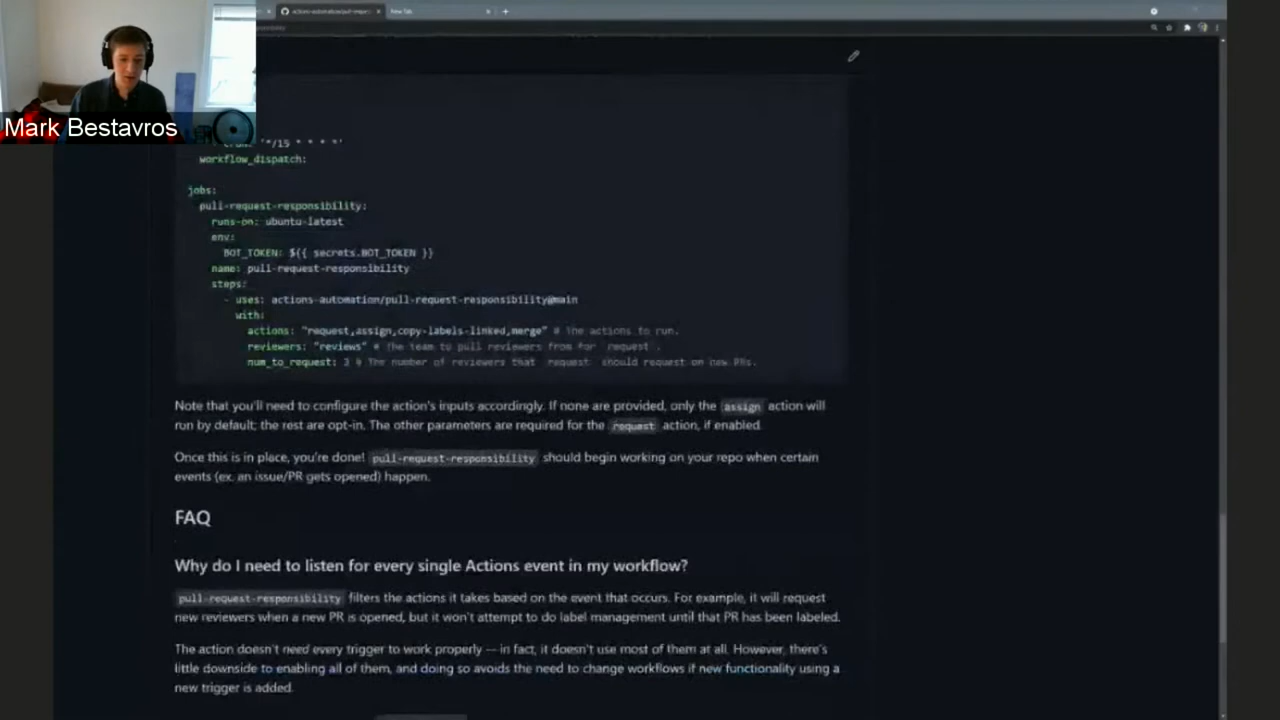 actions-automation/pull-reque
New Tab
Mark Bestavros
- cron: '*/15 * * * *'
workflow_dispatch:
jobs:
pull-request-responsibility:
runs-on: ubuntu-latest
env:
BOT_TOKEN: ${{ secrets.BOT_TOKEN }}
name: pull-request-responsibility
steps:
- uses: actions-automation/pull-request-responsibility@main
with:
actions: "request,assign,copy-labels-linked,merge" # The actions to run.
reviewers: "reviews" # The team to pull reviewers from for `request`.
num_to_request: 3 # The number of reviewers that `request` should request on new PRs.
Note that you'll need to configure the action's inputs accordingly. If none are provided, only the assign action will
run by default; the rest are opt-in. The other parameters are required for the request action, if enabled.
Once this is in place, you're done! pull-request-responsibility should begin working on your repo when certain
events (ex. an issue/PR gets opened) happen.
FAQ
Why do I need to listen for every single Actions event in my workflow?
pull-request-responsibility filters the actions it takes based on the event that occurs. For example, it will request
new reviewers when a new PR is opened, but it won't attempt to do label management until that PR has been labeled.
The action doesn't need every trigger to work properly — in fact, it doesn't use most of them at all. However, there's
little downside to enabling all of them, and doing so avoids the need to change workflows if new functionality using a
new trigger is added.